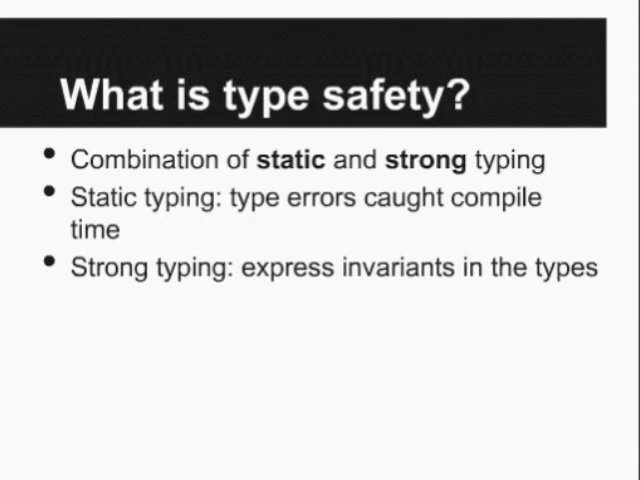 What is type safety?
• Combination of static and strong typing
• Static typing: type errors caught compile
time
• Strong typing: express invariants in the types